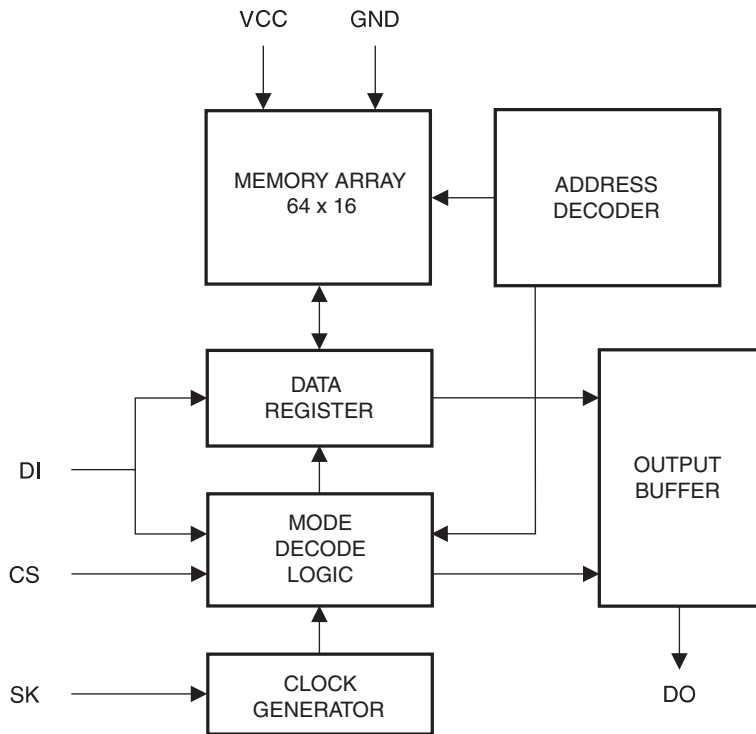 VCC
GND
MEMORY ARRAY
64 x 16
ADDRESS
DECODER
DATA
REGISTER
DI
OUTPUT
BUFFER
MODE
DECODE
LOGIC
CS
SK
CLOCK
GENERATOR
DO